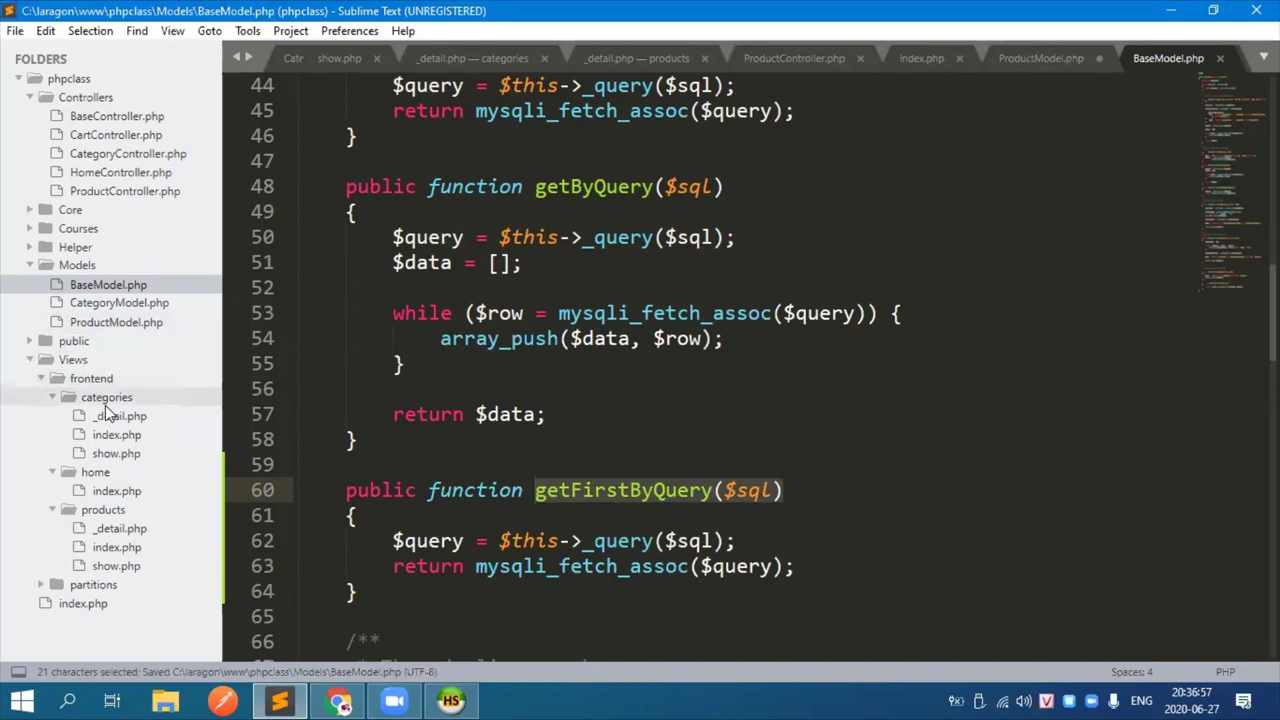 C:\laragon\www\phpclass\Models\BaseModel.php (phpclass) - Sublime Text (UNREGISTERED)
File Edit Selection Find View Goto Tools Project Preferences Help
FOLDERS
phpclass
Controllers
BaseController.php
CartController.php
CategoryController.php
HomeController.php
ProductController.php
Core
Courses
Helper
Models
BaseModel.php
CategoryModel.php
ProductModel.php
public
Views
frontend
categories
_detail.php
index.php
show.php
home
index.php
products
_detail.php
index.php
show.php
partitions
index.php
Cate show.php × _detail.php — categories × _detail.php — products × ProductController.php × index.php × ProductModel.php BaseModel.php ×
44 $query = $this->_query($sql);
45 return mysqli_fetch_assoc($query);
46 }
47
48 public function getByQuery($sql)
49 {
50 $query = $this->_query($sql);
51 $data = [];
52
53 while ($row = mysqli_fetch_assoc($query)) {
54 array_push($data, $row);
55 }
56
57 return $data;
58 }
59
60 public function getFirstByQuery($sql)
61 {
62 $query = $this->_query($sql);
63 return mysqli_fetch_assoc($query);
64 }
65
66 /**
21 characters selected: Saved C:\laragon\www\phpclass\Models\BaseModel.php (UTF-8) Spaces: 4 PHP
HS V ENG 20:36:57
2020-06-27